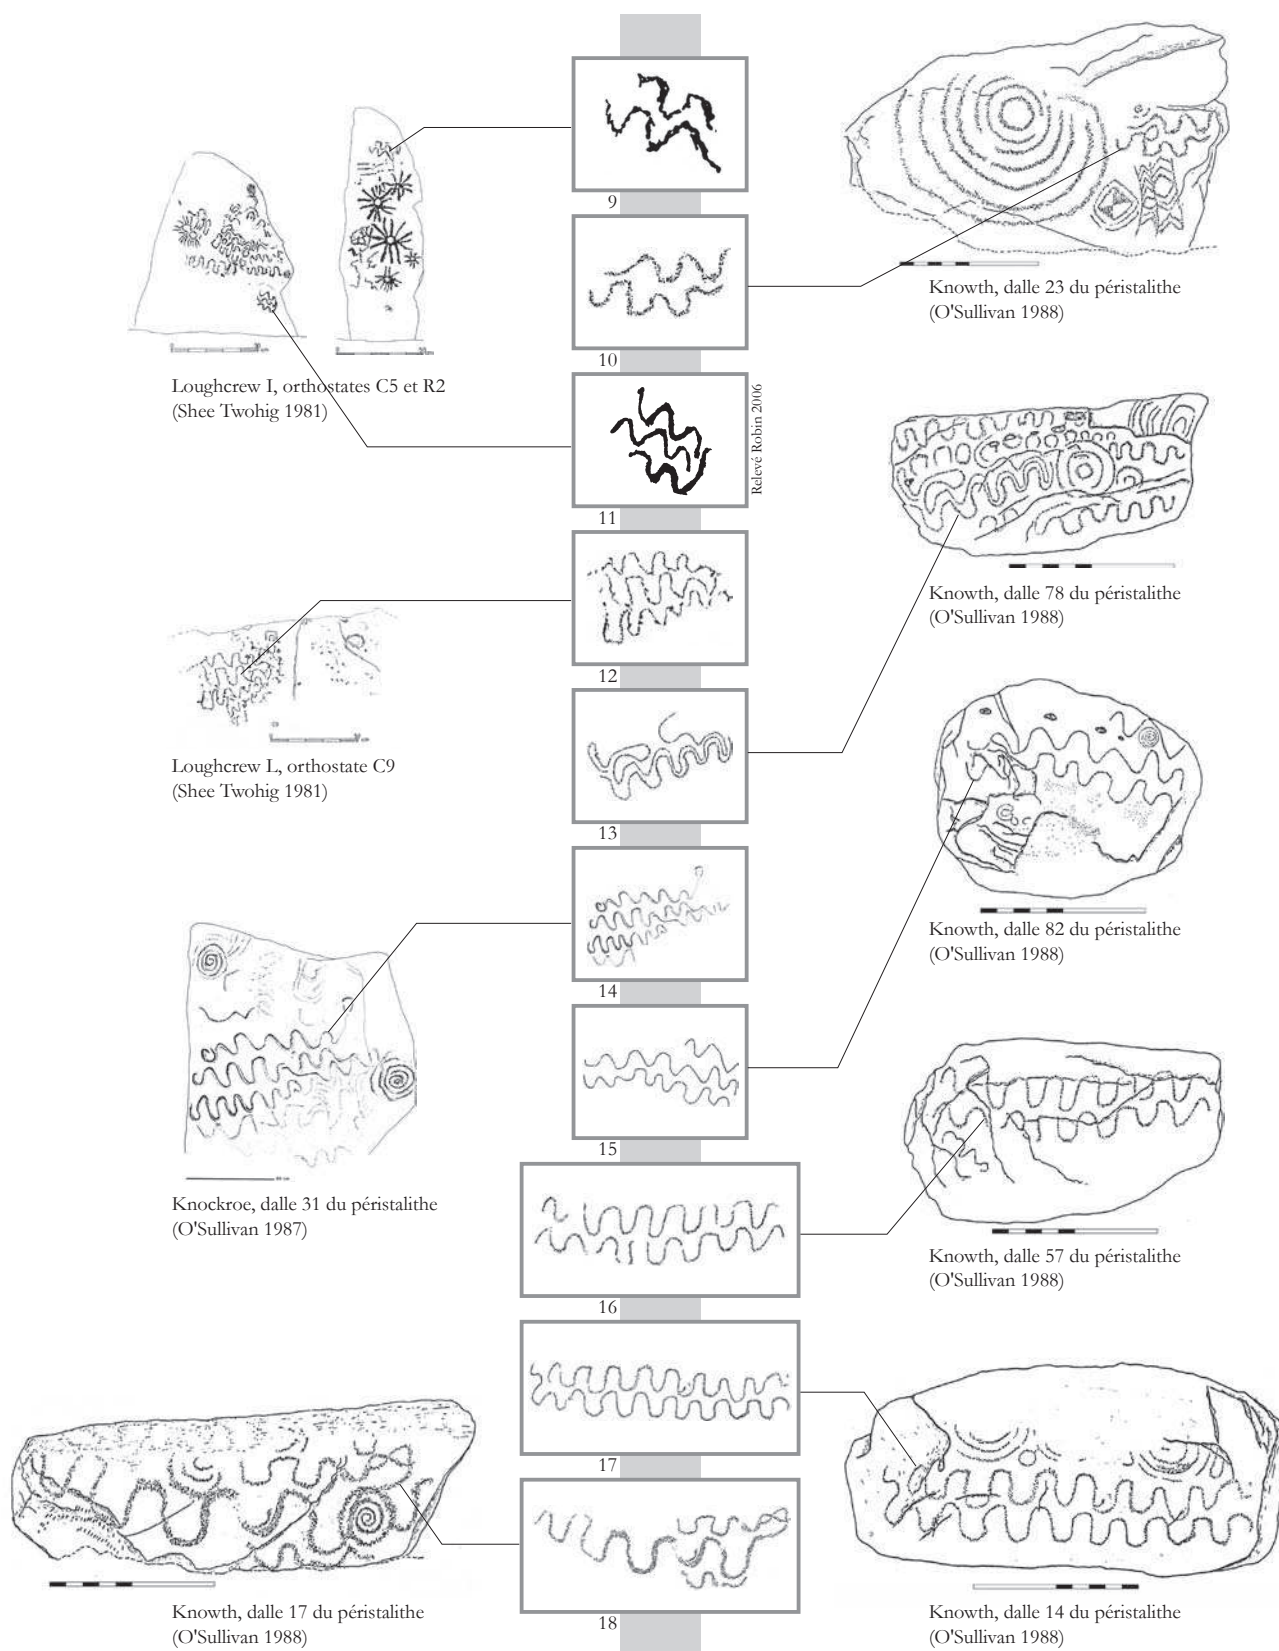 9
Knowth, dalle 23 du péristalithe
(O'Sullivan 1988)
10
Loughcrew I, orthostates C5 et R2
(Shee Twohig 1981)
Relevé Robin 2006
11
Knowth, dalle 78 du péristalithe
(O'Sullivan 1988)
12
Loughcrew L, orthostate C9
(Shee Twohig 1981)
13
Knowth, dalle 82 du péristalithe
(O'Sullivan 1988)
14
15
Knockroe, dalle 31 du péristalithe
(O'Sullivan 1987)
Knowth, dalle 57 du péristalithe
(O'Sullivan 1988)
16
17
Knowth, dalle 17 du péristalithe
(O'Sullivan 1988)
18
Knowth, dalle 14 du péristalithe
(O'Sullivan 1988)